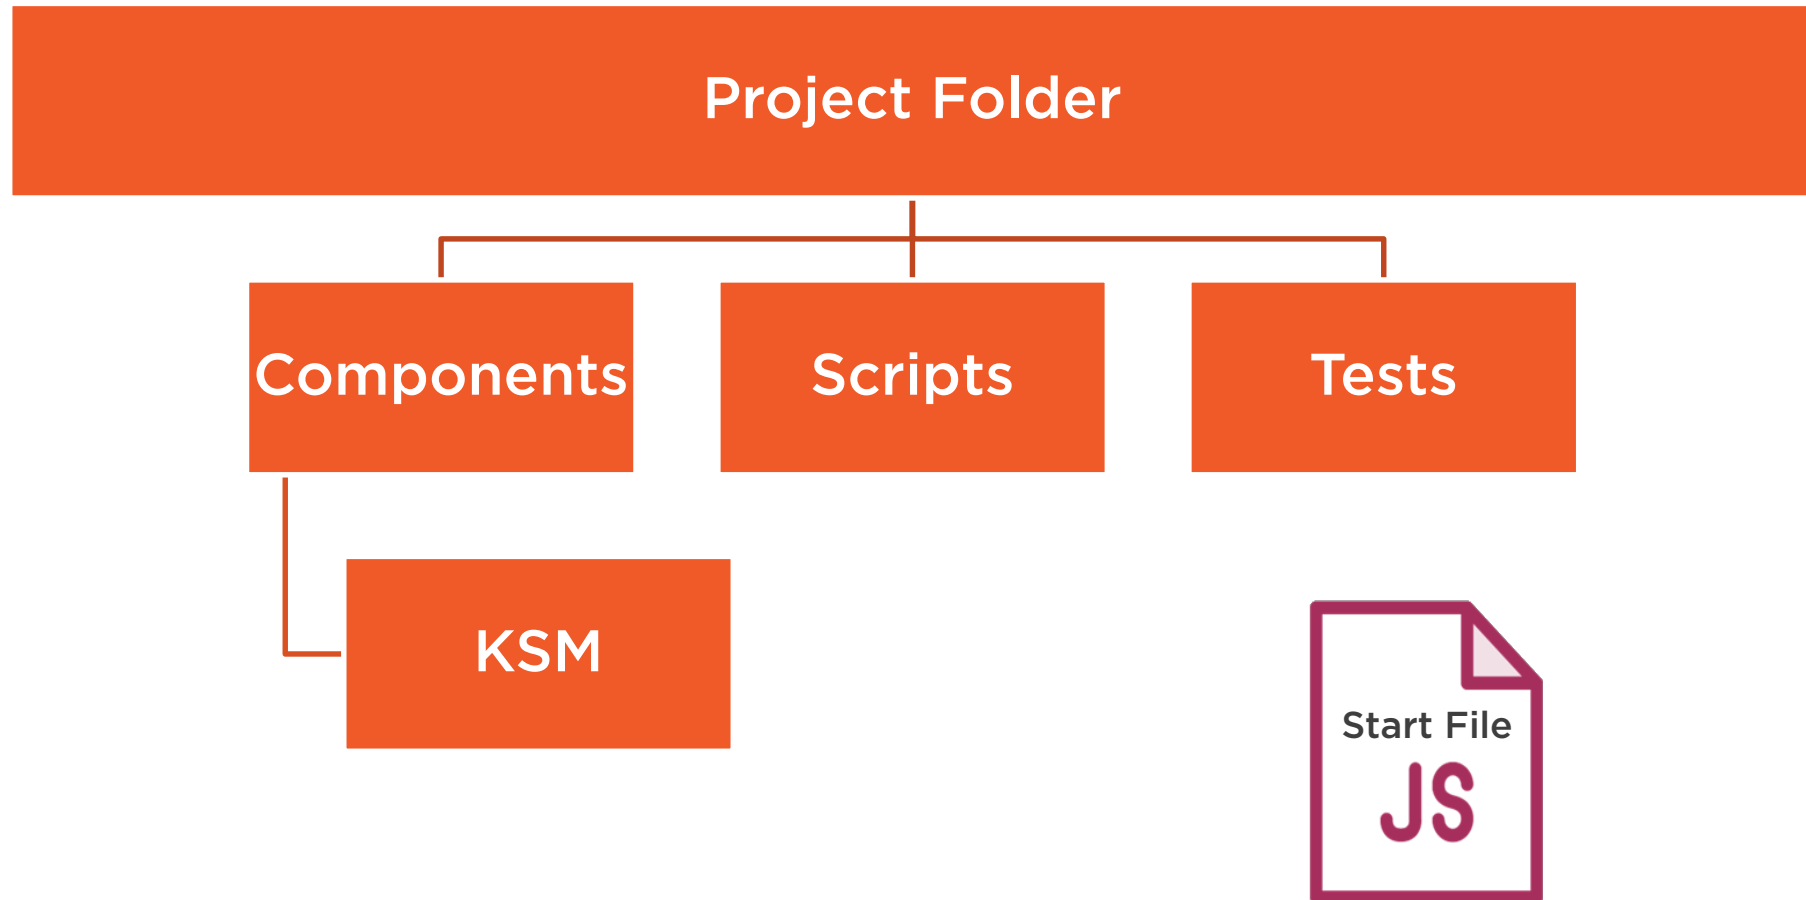 Project Folder
Components
Scripts
Tests
KSM
Start File
JS